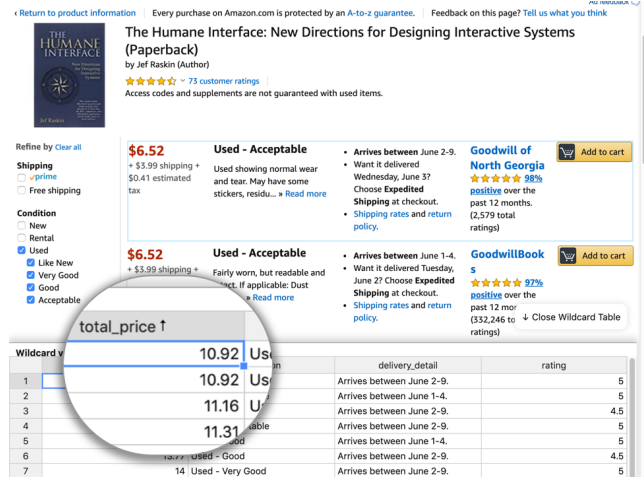 Ad feedback
‹ Return to product information | Every purchase on Amazon.com is protected by an A-to-z guarantee. | Feedback on this page? Tell us what you think
THE HUMANE INTERFACE
New Directions for Designing Interactive Systems
Jef Raskin
The Humane Interface: New Directions for Designing Interactive Systems
(Paperback)
by Jef Raskin (Author)
73 customer ratings
Access codes and supplements are not guaranteed with used items.
Refine by Clear all
Shipping
prime
Free shipping
Condition
New
Rental
Used
Like New
Very Good
Good
Acceptable
$6.52
+ $3.99 shipping +
$0.41 estimated
tax
Used - Acceptable
Used showing normal wear
and tear. May have some
stickers, residu... » Read more
• Arrives between June 2-9.
• Want it delivered
Wednesday, June 3?
Choose Expedited
Shipping at checkout.
• Shipping rates and return
policy.
Goodwill of
North Georgia
98%
positive over the
past 12 months.
(2,579 total
ratings)
Add to cart
$6.52
+ $3.99 shipping +
Used - Acceptable
Fairly worn, but readable and
If applicable: Dust
» Read more
• Arrives between June 1-4.
• Want it delivered Tuesday,
June 2? Choose Expedited
Shipping at checkout.
• Shipping rates and return
policy.
GoodwillBook
s
97%
positive over the
past 12
(332,246
ratings)
Add to cart
↓ Close Wildcard Table
Wildcard
total_price ↑
delivery_detail
rating
1 10.92 Arrives between June 2-9. 5
2 10.92 Arrives between June 1-4. 5
3 11.16 Arrives between June 2-9. 4.5
4 11.31 Arrives between June 2-9. 5
5 Arrives between June 1-4. 5
6 13.77 Used - Good Arrives between June 2-9. 4.5
7 14 Used - Very Good Arrives between June 2-9. 5